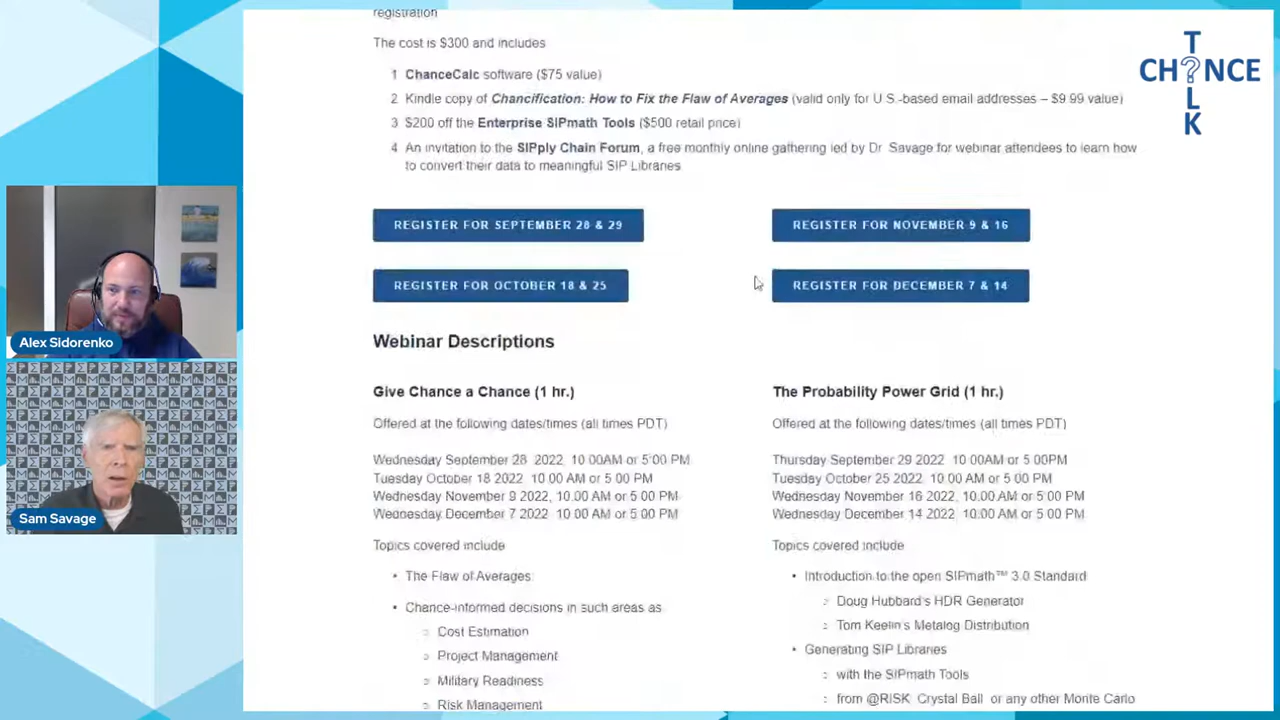 registration
The cost is $300 and includes
1 ChanceCalc software ($75 value)
2 Kindle copy of Chancification: How to Fix the Flaw of Averages (valid only for U.S.-based email addresses – $9.99 value)
3 $200 off the Enterprise SIPmath Tools ($500 retail price)
4 An invitation to the SIPply Chain Forum, a free monthly online gathering led by Dr Savage for webinar attendees to learn how
to convert their data to meaningful SIP Libraries
REGISTER FOR SEPTEMBER 28 & 29
REGISTER FOR NOVEMBER 9 & 16
REGISTER FOR OCTOBER 18 & 25
REGISTER FOR DECEMBER 7 & 14
Webinar Descriptions
Give Chance a Chance (1 hr.)
Offered at the following dates/times (all times PDT)
Wednesday September 28 2022 10:00AM or 5:00 PM
Tuesday October 18 2022 10:00 AM or 5:00 PM
Wednesday November 9 2022, 10:00 AM or 5:00 PM
Wednesday December 7 2022 10:00 AM or 5:00 PM
Topics covered include
• The Flaw of Averages:
• Chance-informed decisions in such areas as
Cost Estimation
Project Management
Military Readiness
Risk Management
The Probability Power Grid (1 hr.)
Offered at the following dates/times (all times PDT)
Thursday September 29 2022 10:00 AM or 5:00PM
Tuesday October 25 2022 10:00 AM or 5:00 PM
Wednesday November 16 2022, 10:00 AM or 5:00 PM
Wednesday December 14 2022, 10:00 AM or 5:00 PM
Topics covered include
• Introduction to the open SIPmath™ 3.0 Standard
Doug Hubbard's HDR Generator
Tom Keelin's Metalog Distribution
• Generating SIP Libraries
with the SIPmath Tools
from @RISK Crystal Ball or any other Monte Carlo
CH?NCE
T?LK
Alex Sidorenko
Sam Savage